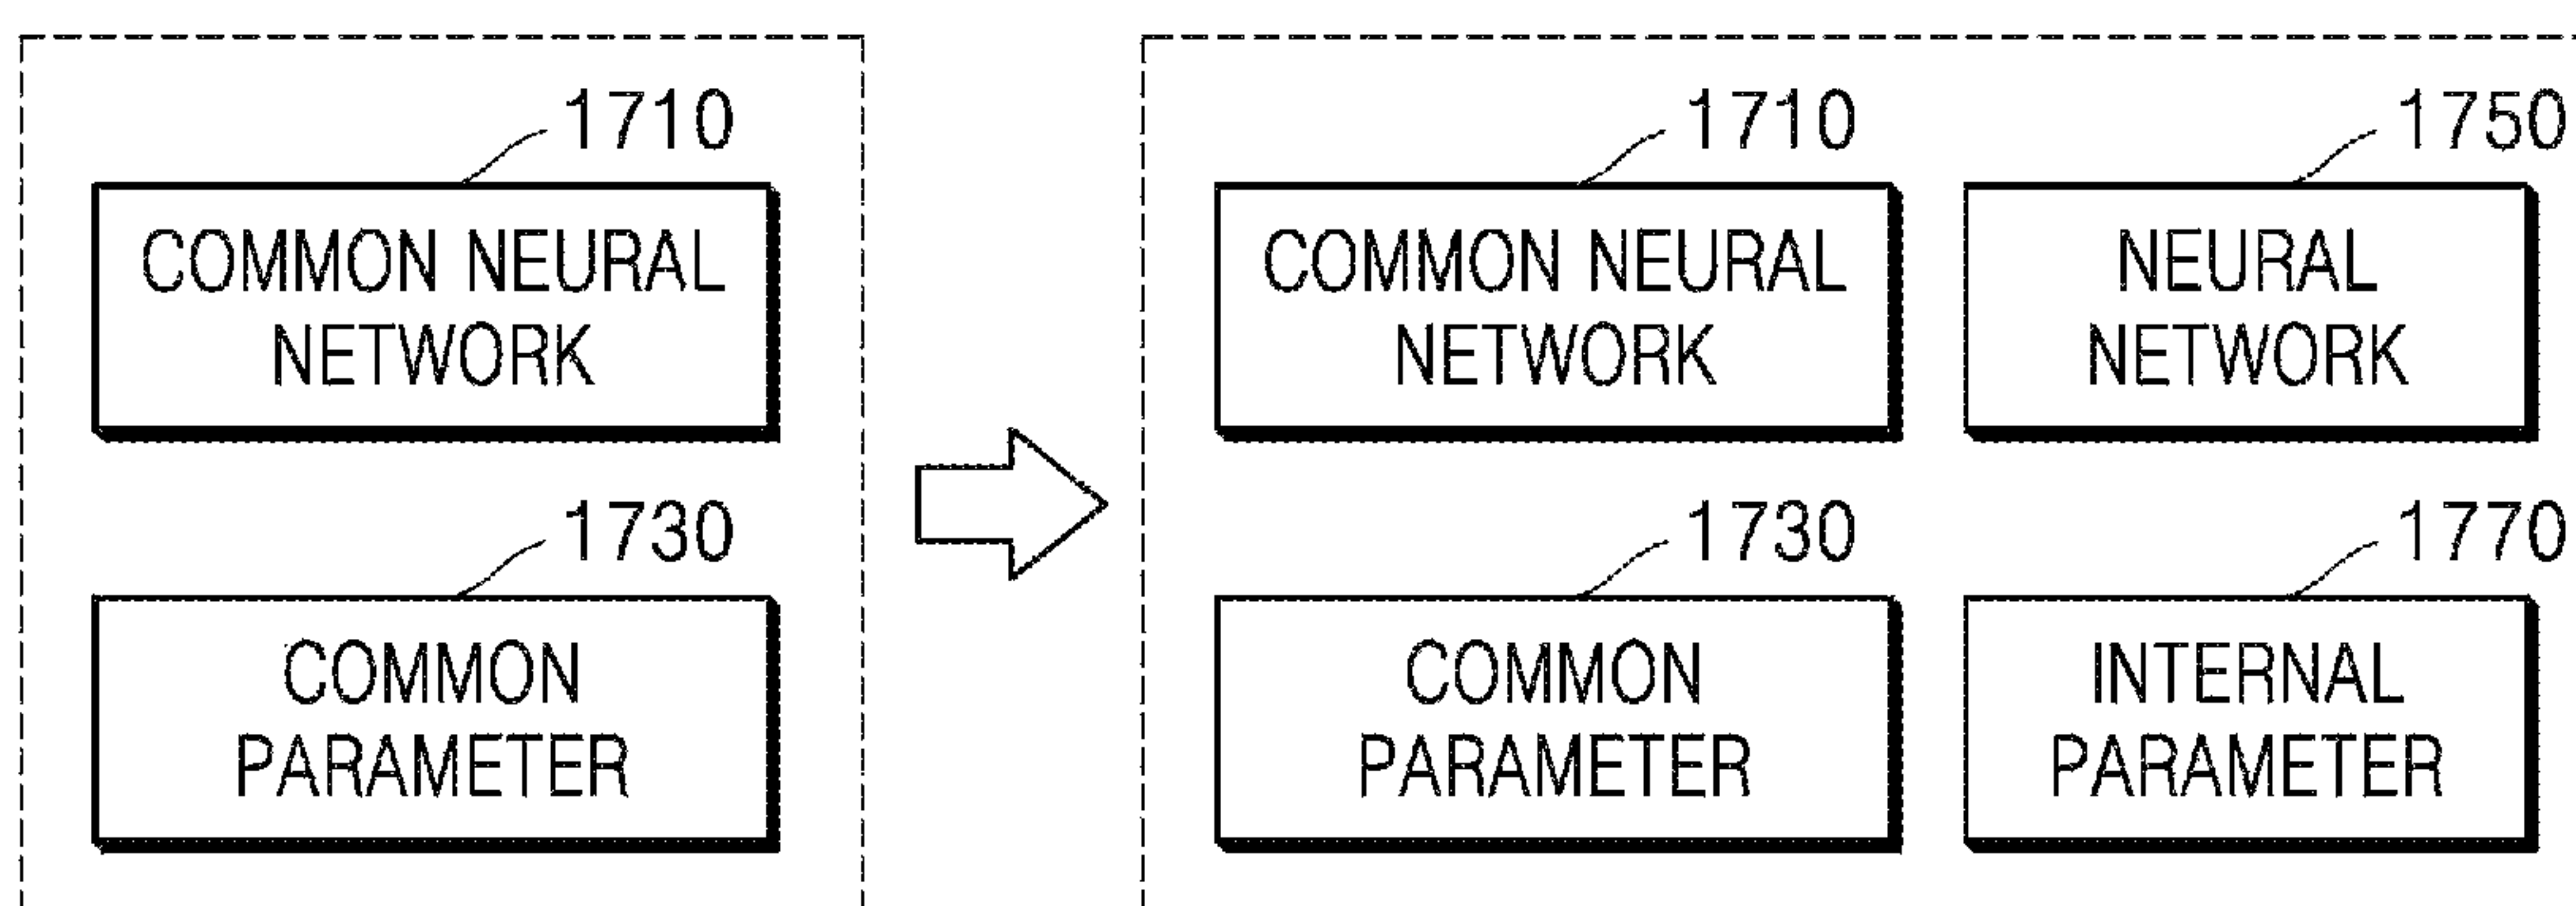 1710
COMMON NEURAL
NETWORK
1730
COMMON
PARAMETER
1710
COMMON NEURAL
NETWORK
1750
NEURAL
NETWORK
1730
COMMON
PARAMETER
1770
INTERNAL
PARAMETER